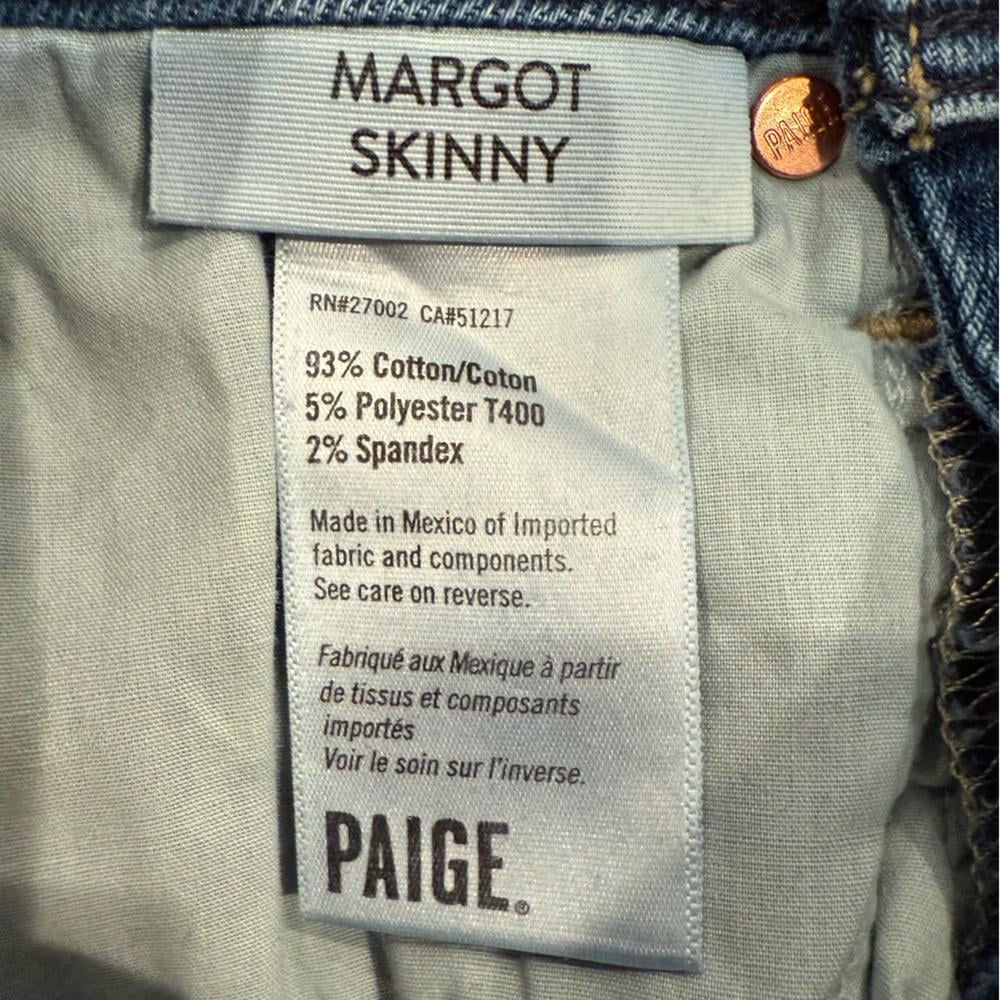 MARGOT
SKINNY
PAIGE
RN#27002 CA#51217
93% Cotton/Coton
5% Polyester T400
2% Spandex
Made in Mexico of Imported
fabric and components.
See care on reverse.
Fabriqué aux Mexique à partir
de tissus et composants
importés
Voir le soin sur l'inverse.
PAIGE®